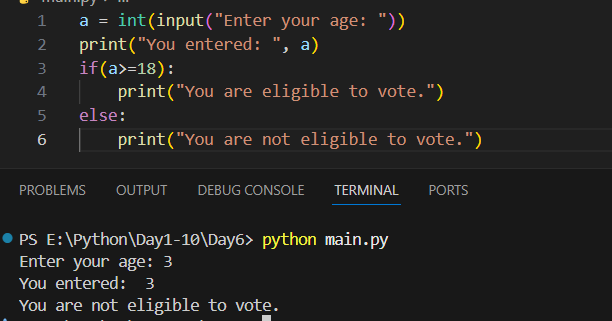 main.py > ...
1 a = int(input("Enter your age: "))
2 print("You entered: ", a)
3 if(a>=18):
4     print("You are eligible to vote.")
5 else:
6     print("You are not eligible to vote.")
PROBLEMS OUTPUT DEBUG CONSOLE TERMINAL PORTS
PS E:\Python\Day1-10\Day6> python main.py
Enter your age: 3
You entered:  3
You are not eligible to vote.